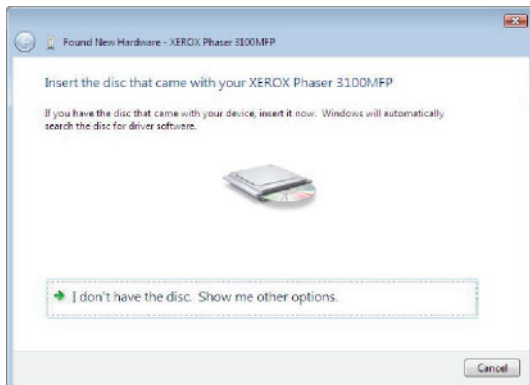 Found New Hardware - XEROX Phaser 3100MFP
Insert the disc that came with your XEROX Phaser 3100MFP
If you have the disc that came with your device, insert it now. Windows will automatically
search the disc for driver software.
I don't have the disc. Show me other options.
Cancel